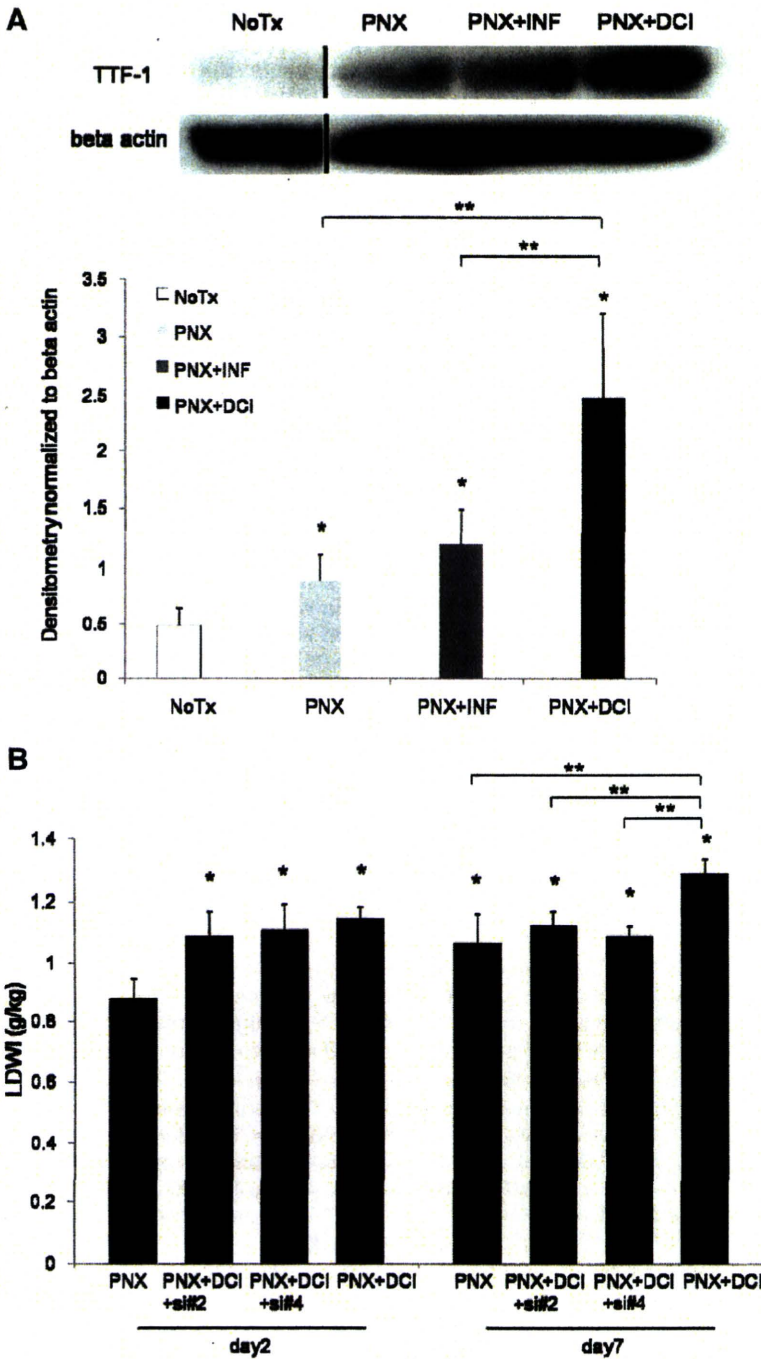 A
NoTx PNX PNX+INF PNX+DCI
TTF-1
beta actin
**
**
Densitometry normalized to beta actin
3.5
3
2.5
2
1.5
1
0.5
0
NoTx
PNX
PNX+INF
PNX+DCI
*
*
*
NoTx PNX PNX+INF PNX+DCI
B
**
**
**
LDWI (g/kg)
1.4
1.2
1
0.8
0.6
0.4
0.2
0
* * * * * * *
PNX PNX+DCI PNX+DCI PNX+DCI PNX PNX+DCI PNX+DCI PNX+DCI
+si#2 +si#4 +si#2 +si#4
day2 day7